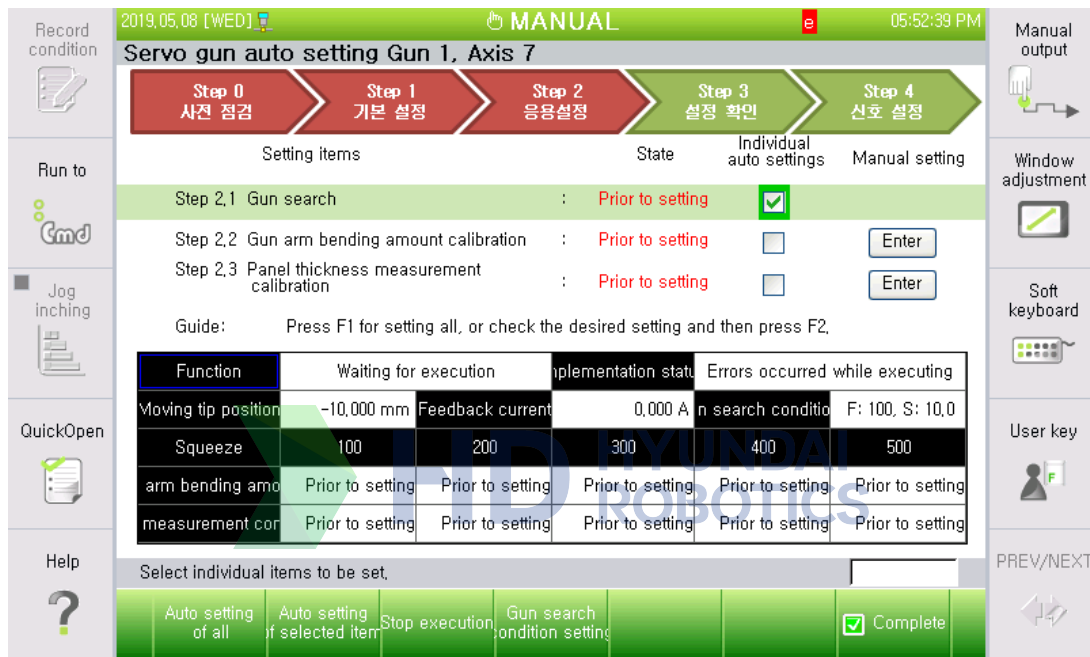 Record condition
2019,05,08 [WED]
MANUAL
e
05:52:39 PM
Manual output
Servo gun auto setting Gun 1, Axis 7
Step 0 사전 점검
Step 1 기본 설정
Step 2 응용설정
Step 3 설정 확인
Step 4 신호 설정
Setting items
State
Individual auto settings
Manual setting
Run to
Cmd
Window adjustment
Step 2,1 Gun search : Prior to setting
Step 2,2 Gun arm bending amount calibration : Prior to setting Enter
Step 2,3 Panel thickness measurement calibration : Prior to setting Enter
Jog inching
Soft keyboard
Guide: Press F1 for setting all, or check the desired setting and then press F2,
Function Waiting for execution nplementation statu Errors occurred while executing
Moving tip position -10,000 mm Feedback current 0,000 A n search conditio F: 100, S: 10,0
Squeeze 100 200 300 400 500
arm bending amo Prior to setting Prior to setting Prior to setting Prior to setting Prior to setting
measurement con Prior to setting Prior to setting Prior to setting Prior to setting Prior to setting
HD HYUNDAI ROBOTICS
QuickOpen
User key
F
Help
?
PREV/NEXT
Select individual items to be set,
Auto setting of all
Auto setting of selected item
Stop execution
Gun search condition setting
Complete